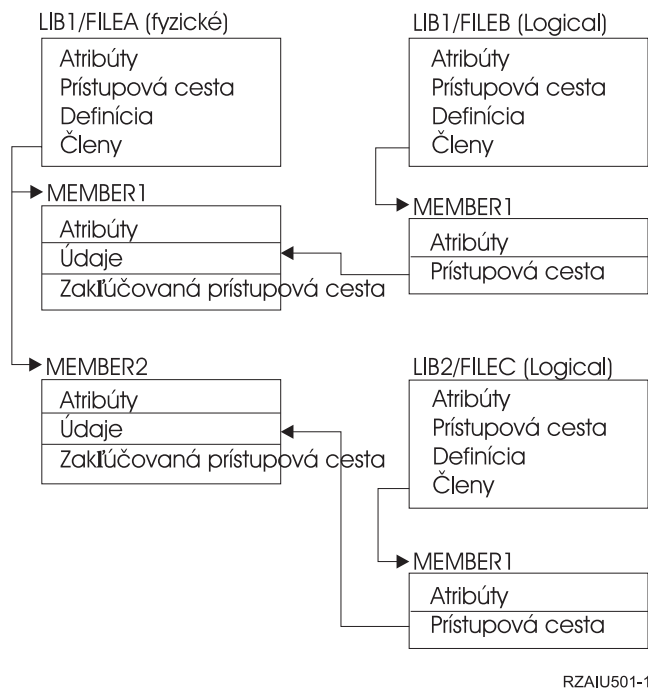 LIB1/FILEA (fyzické)
Atribúty
Prístupová cesta
Definícia
Členy
MEMBER1
Atribúty
Údaje
Zakľúčovaná prístupová cesta
MEMBER2
Atribúty
Údaje
Zakľúčovaná prístupová cesta
LIB1/FILEB (Logical)
Atribúty
Prístupová cesta
Definícia
Členy
MEMBER1
Atribúty
Prístupová cesta
LIB2/FILEC (Logical)
Atribúty
Prístupová cesta
Definícia
Členy
MEMBER1
Atribúty
Prístupová cesta
RZAIU501-1